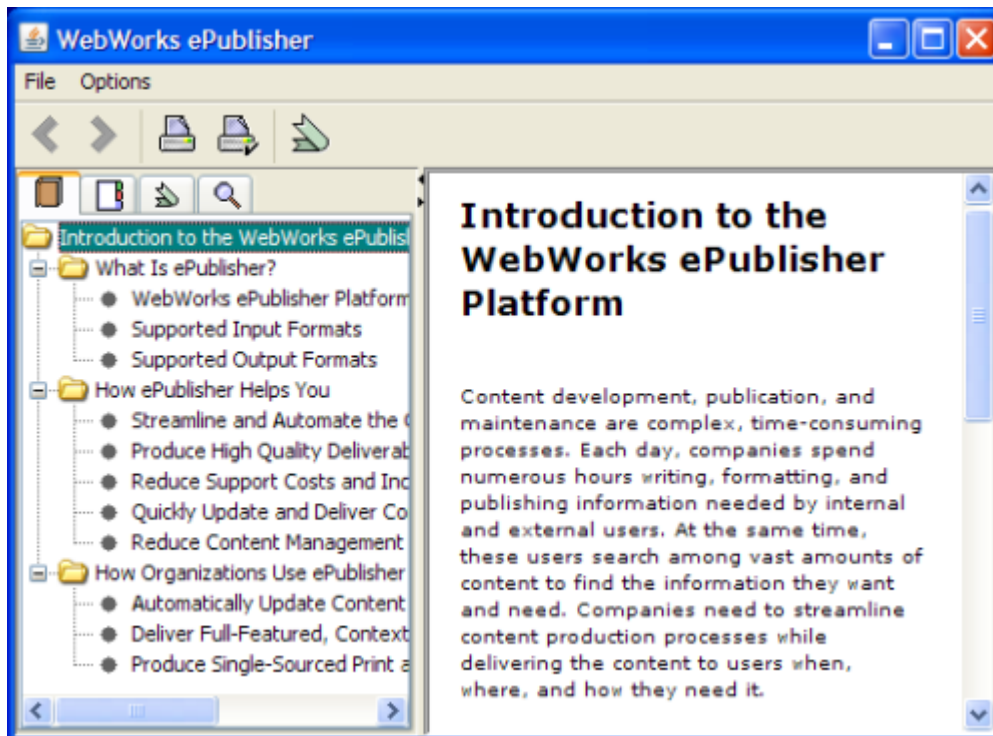 WebWorks ePublisher
File Options
Introduction to the WebWorks ePublis
What Is ePublisher?
WebWorks ePublisher Platform
Supported Input Formats
Supported Output Formats
How ePublisher Helps You
Streamline and Automate the
Produce High Quality Deliverab
Reduce Support Costs and Inc
Quickly Update and Deliver Co
Reduce Content Management
How Organizations Use ePublisher
Automatically Update Content
Deliver Full-Featured, Context
Produce Single-Sourced Print a
Introduction to the
WebWorks ePublisher
Platform
Content development, publication, and
maintenance are complex, time-consuming
processes. Each day, companies spend
numerous hours writing, formatting, and
publishing information needed by internal
and external users. At the same time,
these users search among vast amounts of
content to find the information they want
and need. Companies need to streamline
content production processes while
delivering the content to users when,
where, and how they need it.